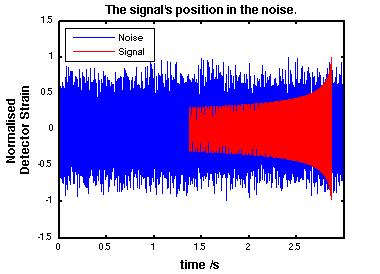 The signal's position in the noise.
Noise
Signal
Normalised
Detector Strain
1.5
1
0.5
0
-0.5
-1
-1.5
0 0.5 1 1.5 2 2.5
time /s